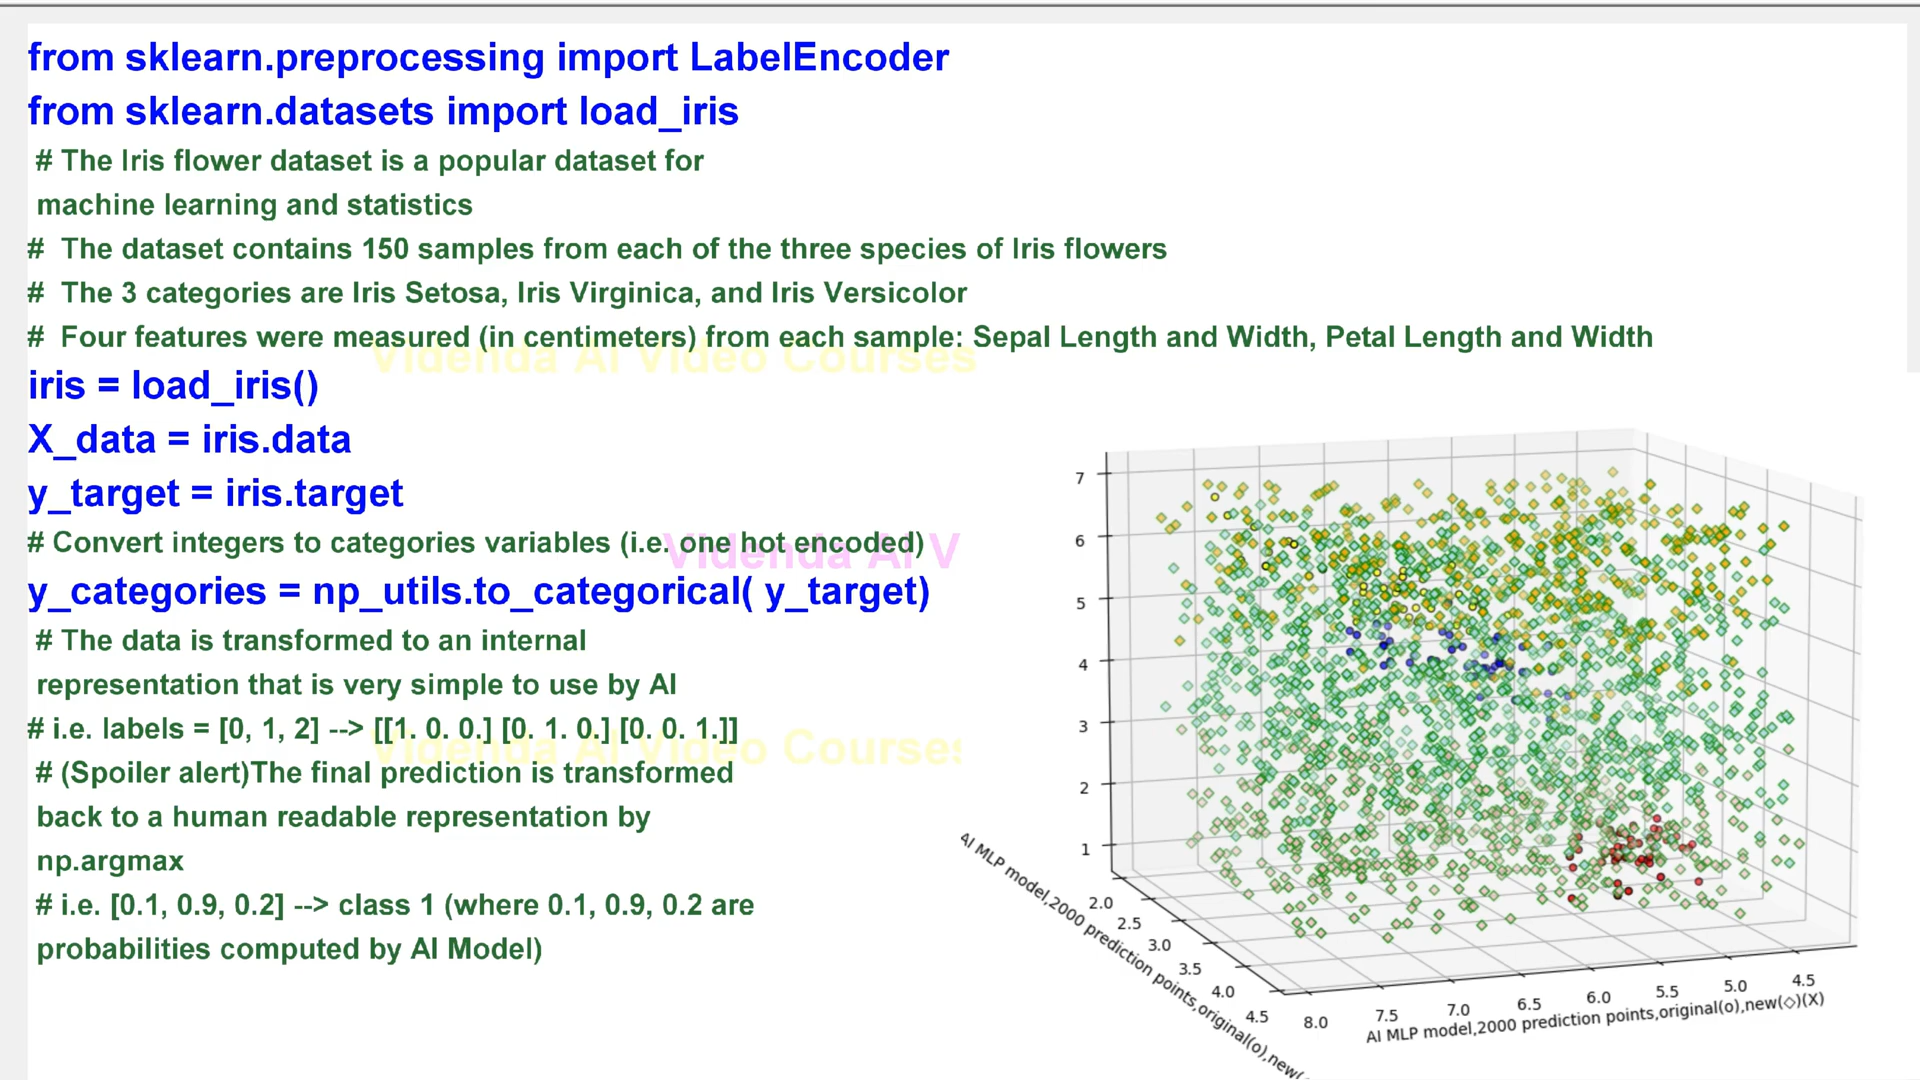 from sklearn.preprocessing import LabelEncoder
from sklearn.datasets import load_iris
# The Iris flower dataset is a popular dataset for
machine learning and statistics
#  The dataset contains 150 samples from each of the three species of Iris flowers
#  The 3 categories are Iris Setosa, Iris Virginica, and Iris Versicolor
#  Four features were measured (in centimeters) from each sample: Sepal Length and Width, Petal Length and Width
Videnda AI Video Courses
iris = load_iris()
X_data = iris.data
y_target = iris.target
# Convert integers to categories variables (i.e. one hot encoded)
Videnda AI V
y_categories = np_utils.to_categorical( y_target)
# The data is transformed to an internal
representation that is very simple to use by AI
# i.e. labels = [0, 1, 2] --> [[1. 0. 0.] [0. 1. 0.] [0. 0. 1.]]
Videnda AI Video Courses
# (Spoiler alert)The final prediction is transformed
back to a human readable representation by
np.argmax
# i.e. [0.1, 0.9, 0.2] --> class 1 (where 0.1, 0.9, 0.2 are
probabilities computed by AI Model)
7
6
5
4
3
2
1
2.0
2.5
3.0
3.5
4.0
4.5
AI MLP model,2000 prediction points,original(o),new(
8.0
7.5
7.0
6.5
6.0
5.5
5.0
4.5
AI MLP model,2000 prediction points,original(o),new(◇)(X)